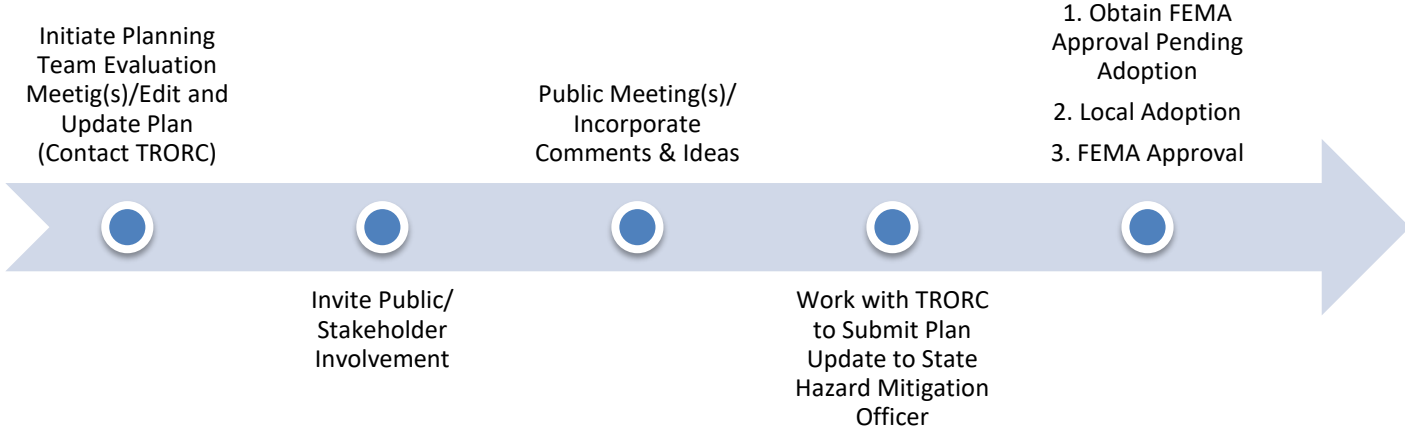 Initiate Planning
Team Evaluation
Meetig(s)/Edit and
Update Plan
(Contact TRORC)
Invite Public/
Stakeholder
Involvement
Public Meeting(s)/
Incorporate
Comments & Ideas
Work with TRORC
to Submit Plan
Update to State
Hazard Mitigation
Officer
1. Obtain FEMA
Approval Pending
Adoption
2. Local Adoption
3. FEMA Approval